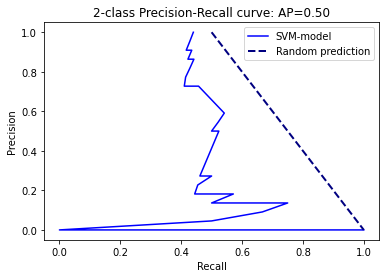 2-class Precision-Recall curve: AP=0.50
SVM-model
Random prediction
Precision
1.0
0.8
0.6
0.4
0.2
0.0
0.0 0.2 0.4 0.6 0.8 1.0
Recall